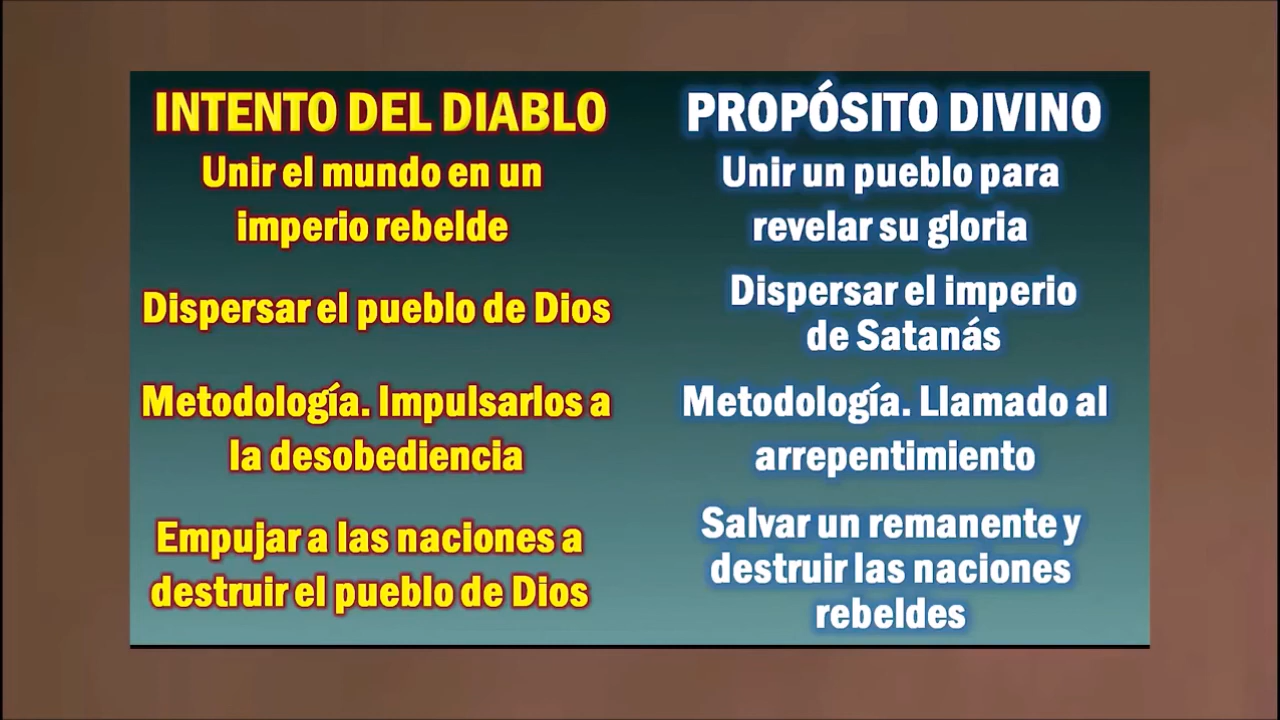 INTENTO DEL DIABLO
Unir el mundo en un
imperio rebelde
Dispersar el pueblo de Dios
Metodología. Impulsarlos a
la desobediencia
Empujar a las naciones a
destruir el pueblo de Dios
PROPÓSITO DIVINO
Unir un pueblo para
revelar su gloria
Dispersar el imperio
de Satanás
Metodología. Llamado al
arrepentimiento
Salvar un remanente y
destruir las naciones
rebeldes